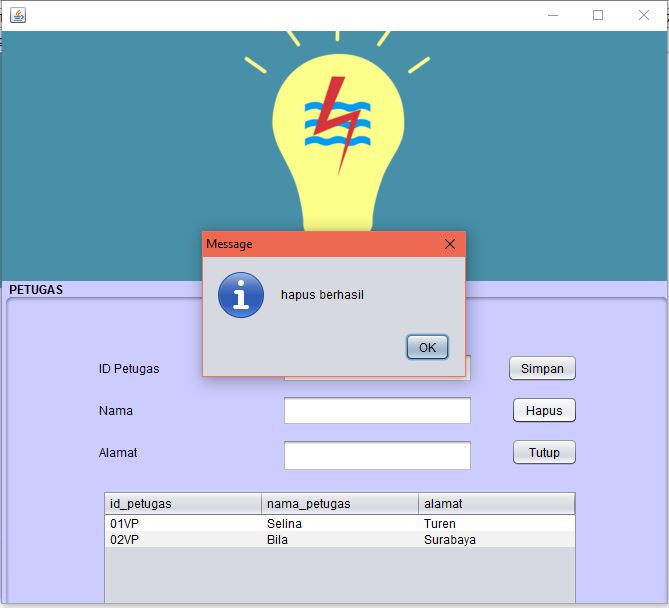 Message
hapus berhasil
OK
PETUGAS
ID Petugas
Simpan
Nama
Hapus
Alamat
Tutup
id_petugas nama_petugas alamat
01VP Selina Turen
02VP Bila Surabaya